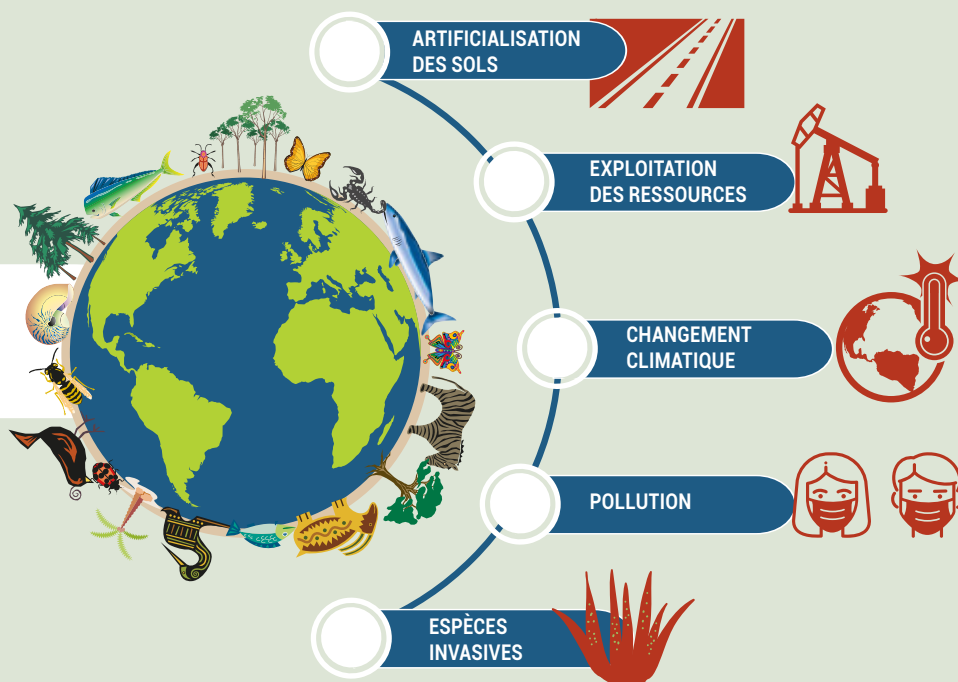 ARTIFICIALISATION
DES SOLS
EXPLOITATION
DES RESSOURCES
CHANGEMENT
CLIMATIQUE
POLLUTION
ESPÈCES
INVASIVES